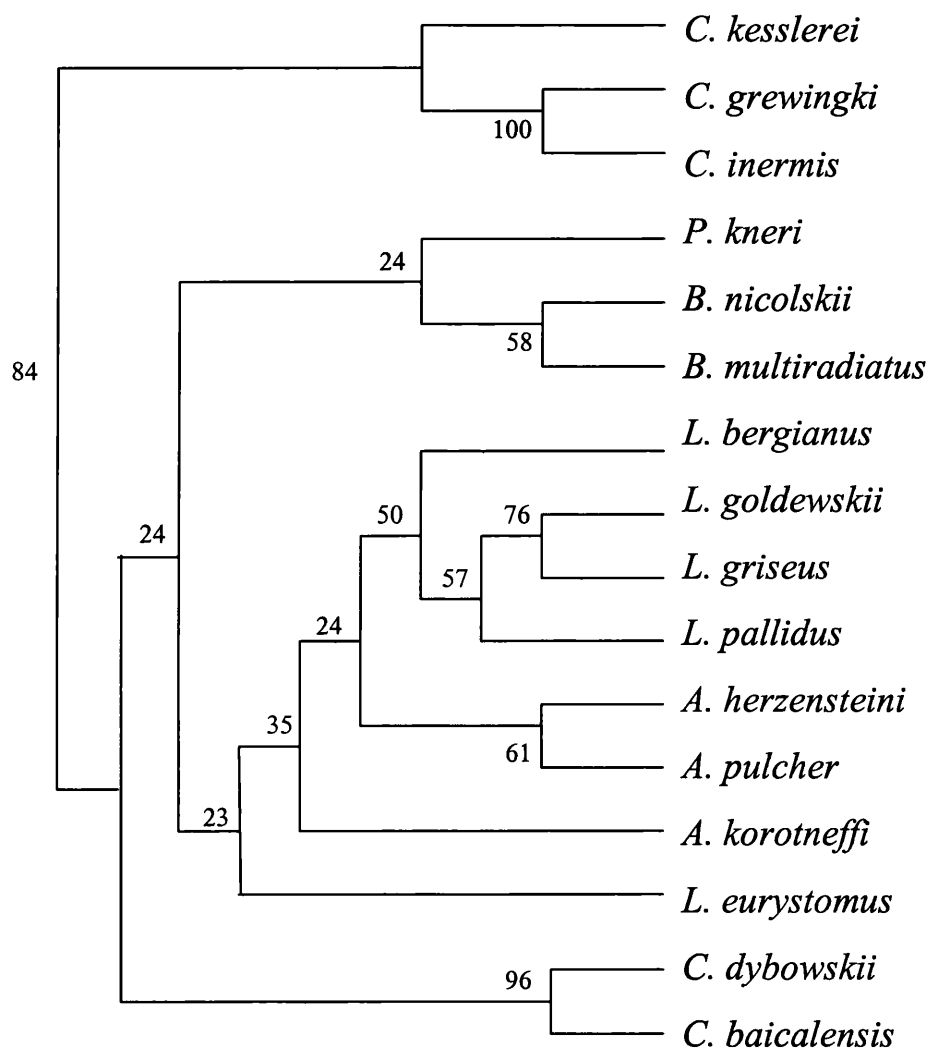 C. kesslerei
C. grewingki
100
C. inermis
P. kneri
24
B. nicolskii
58
84
B. multiradiatus
L. bergianus
50
76
L. goldewskii
24
57
L. griseus
24
L. pallidus
35
A. herzensteini
61
A. pulcher
23
A. korotneffi
L. eurystomus
96
C. dybowskii
C. baicalensis